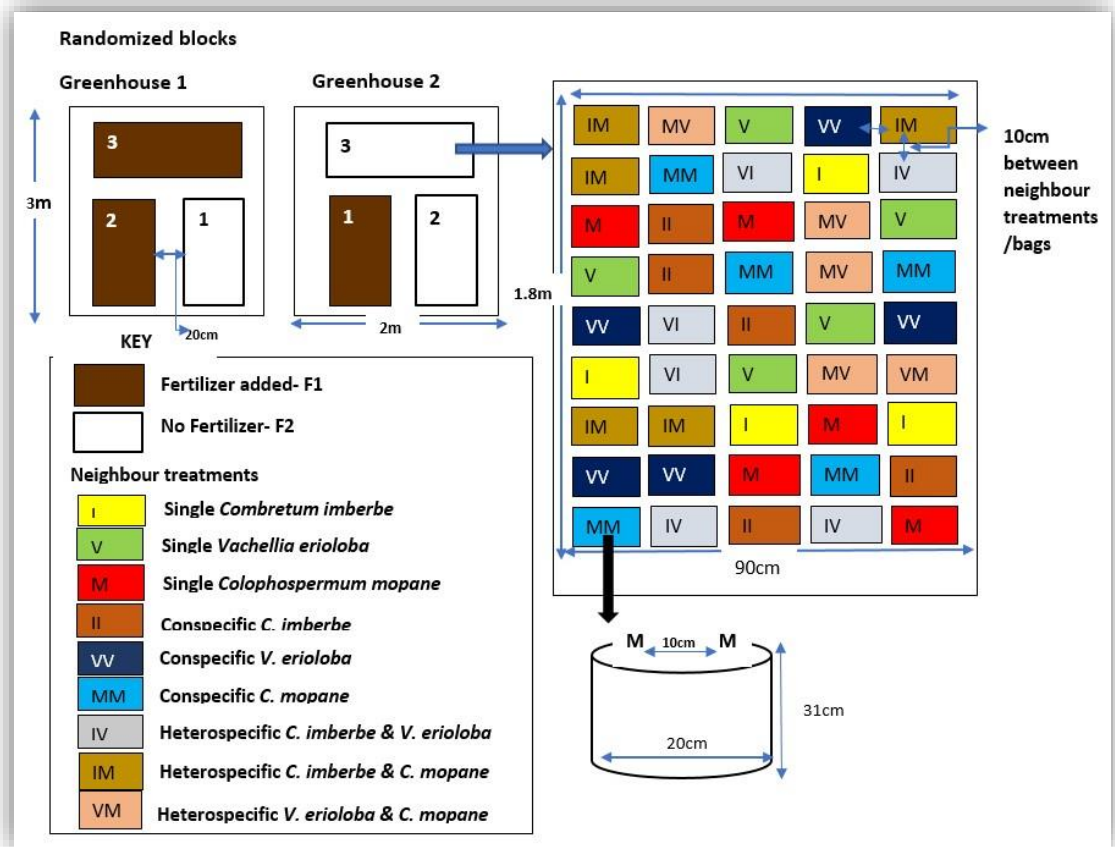 Randomized blocks
Greenhouse 1
Greenhouse 2
3
2
1
3m
20cm
3
1
2
2m
KEY
Fertilizer added- F1
No Fertilizer- F2
Neighbour treatments
I Single Combretum imberbe
V Single Vachellia erioloba
M Single Colophospermum mopane
II Conspecific C. imberbe
VV Conspecific V. erioloba
MM Conspecific C. mopane
IV Heterospecific C. imberbe & V. erioloba
IM Heterospecific C. imberbe & C. mopane
VM Heterospecific V. erioloba & C. mopane
1.8m
IM MV V VV IM
IM MM VI I IV
M II M MV V
V II MM MV MM
VV VI II V VV
I VI V MV VM
IM IM I M I
VV VV M MM II
MM IV II IV M
90cm
10cm
between
neighbour
treatments
/bags
M 10cm M
20cm
31cm